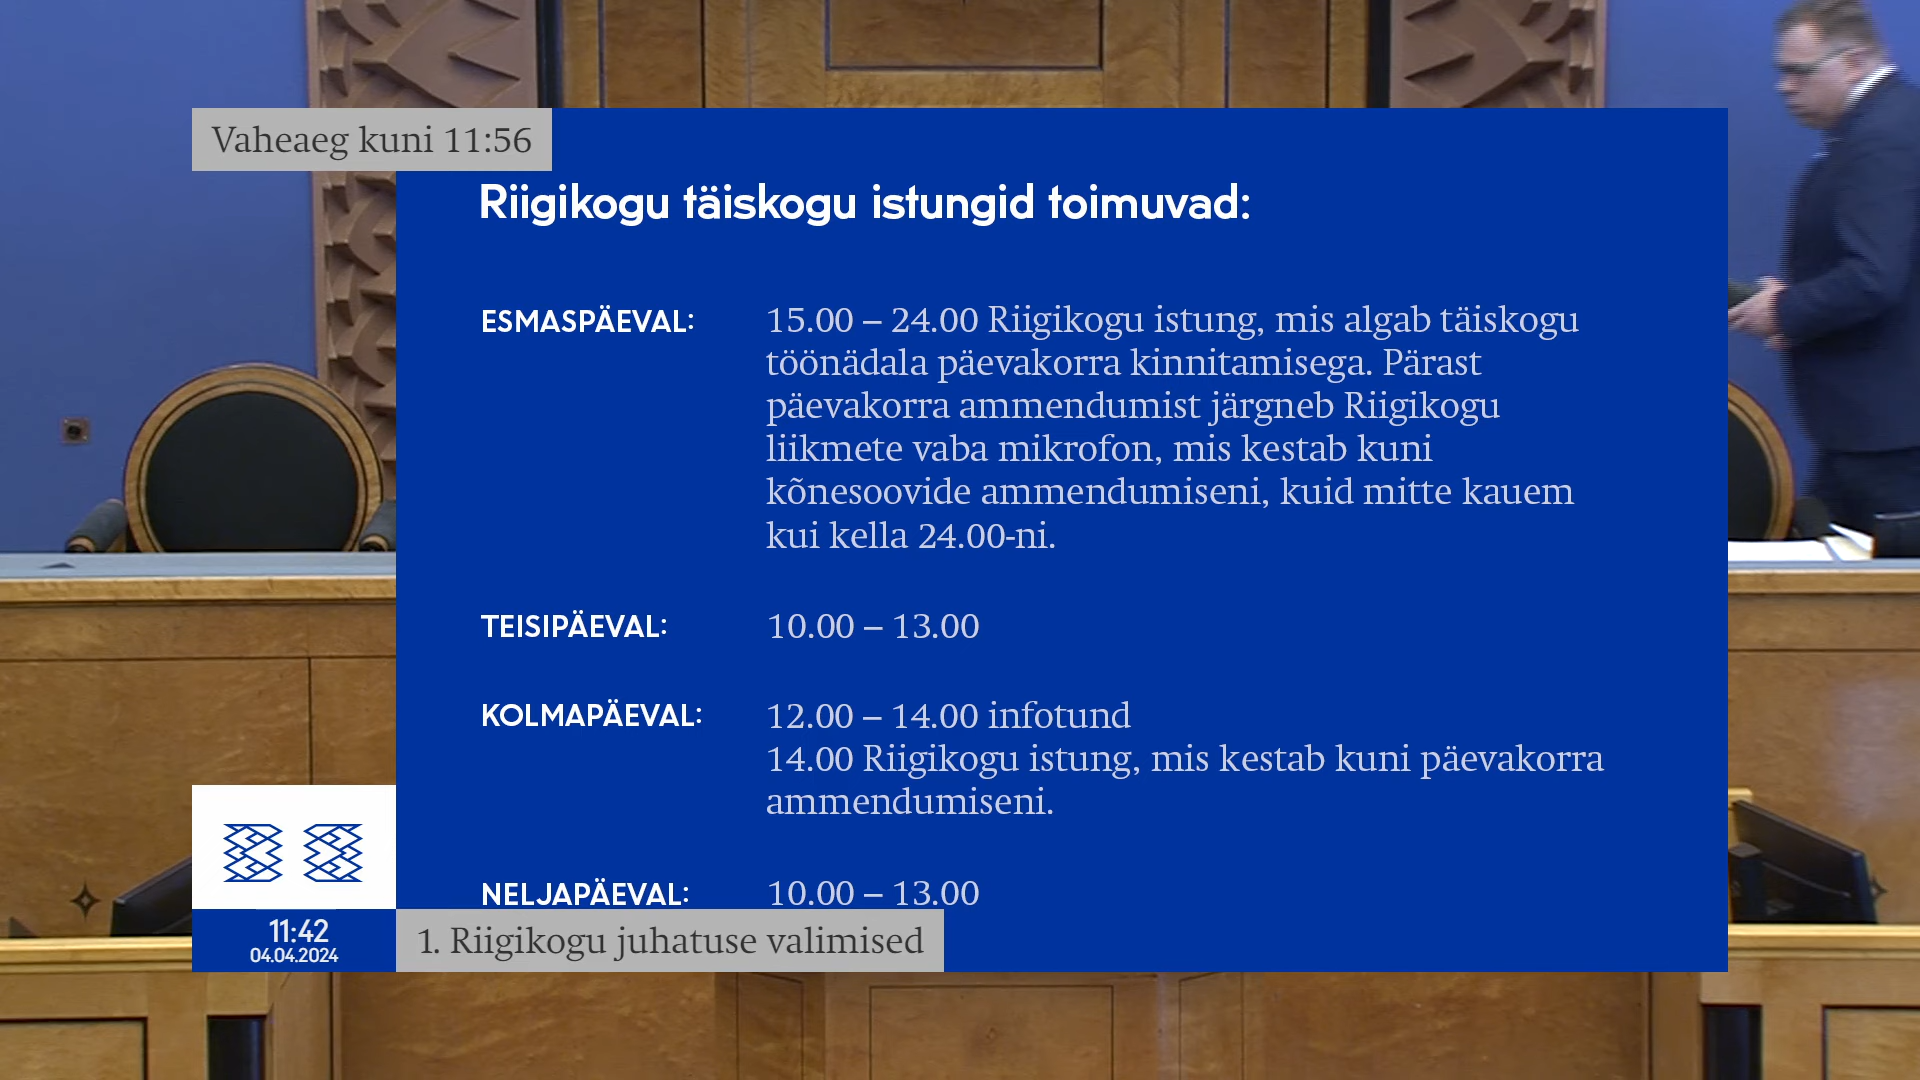 Vaheaeg kuni 11:56
Riigikogu täiskogu istungid toimuvad:
ESMASPÄEVAL: 15.00 – 24.00 Riigikogu istung, mis algab täiskogu
töönädala päevakorra kinnitamisega. Pärast
päevakorra ammendumist järgneb Riigikogu
liikmete vaba mikrofon, mis kestab kuni
kõnesoovide ammendumiseni, kuid mitte kauem
kui kella 24.00-ni.
TEISIPÄEVAL: 10.00 – 13.00
KOLMAPÄEVAL: 12.00 – 14.00 infotund
14.00 Riigikogu istung, mis kestab kuni päevakorra
ammendumiseni.
NELJAPÄEVAL: 10.00 – 13.00
11:42
04.04.2024
1. Riigikogu juhatuse valimised